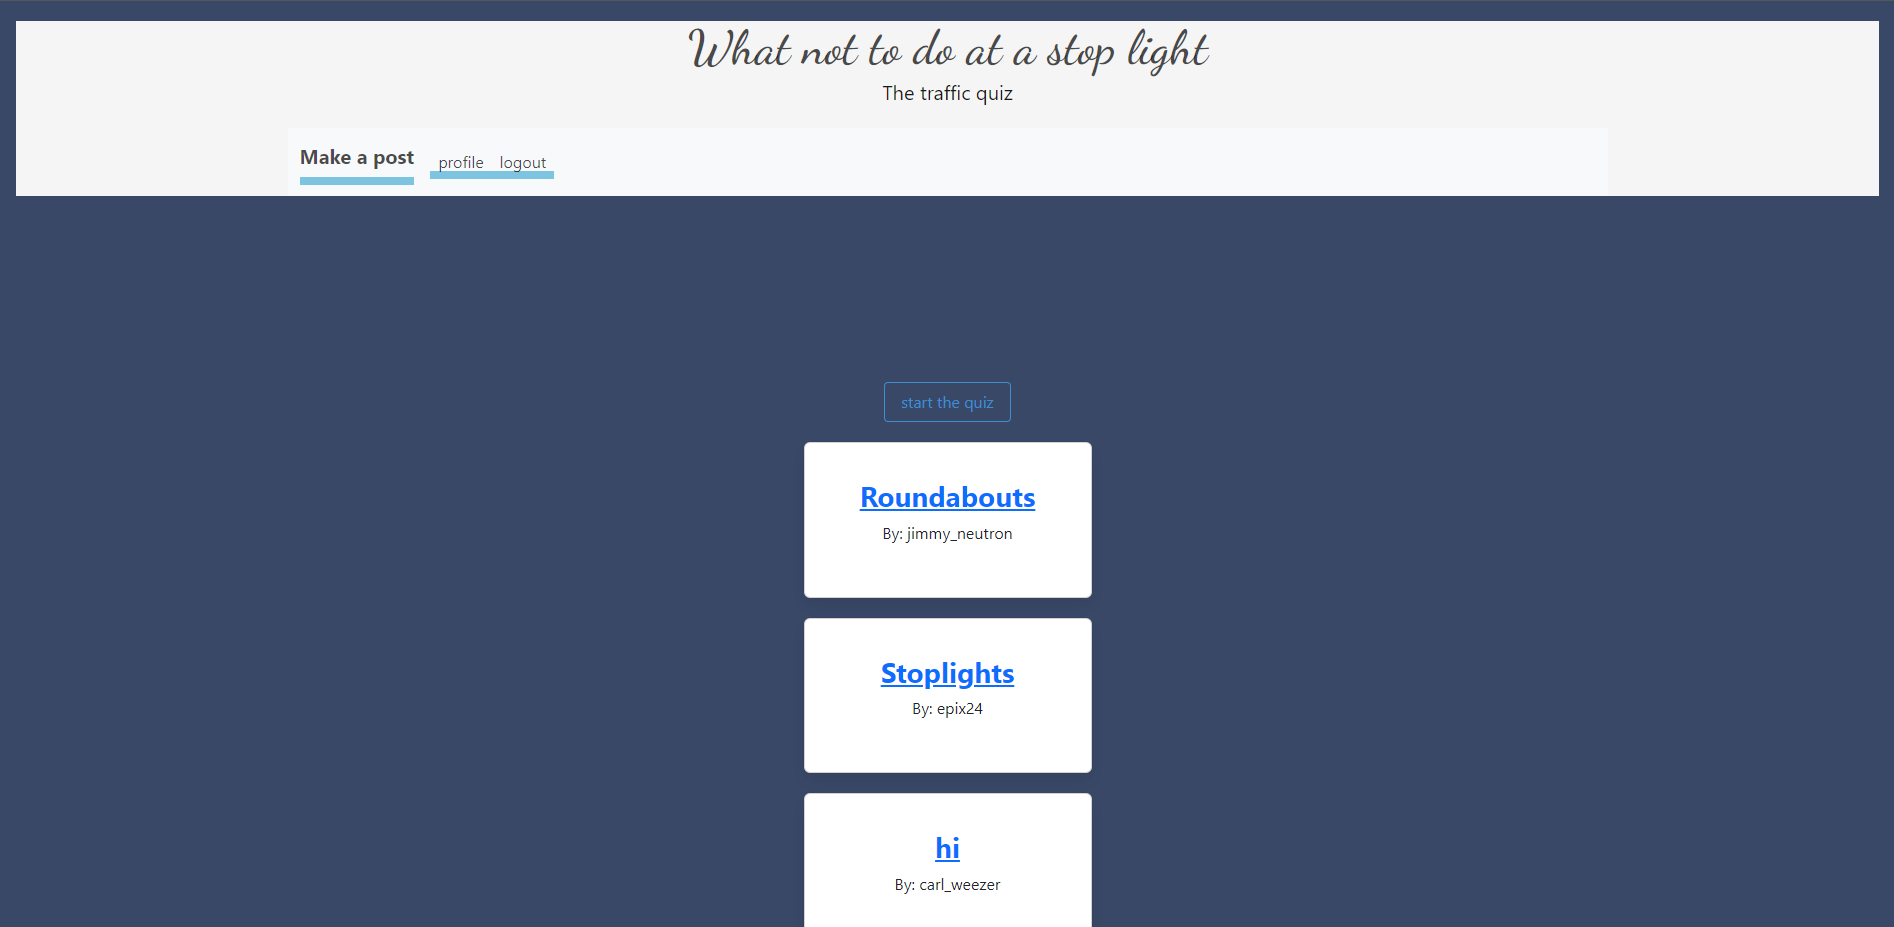 What not to do at a stop light
The traffic quiz
Make a post profile logout
start the quiz
Roundabouts
By: jimmy_neutron
Stoplights
By: epix24
hi
By: carl_weezer